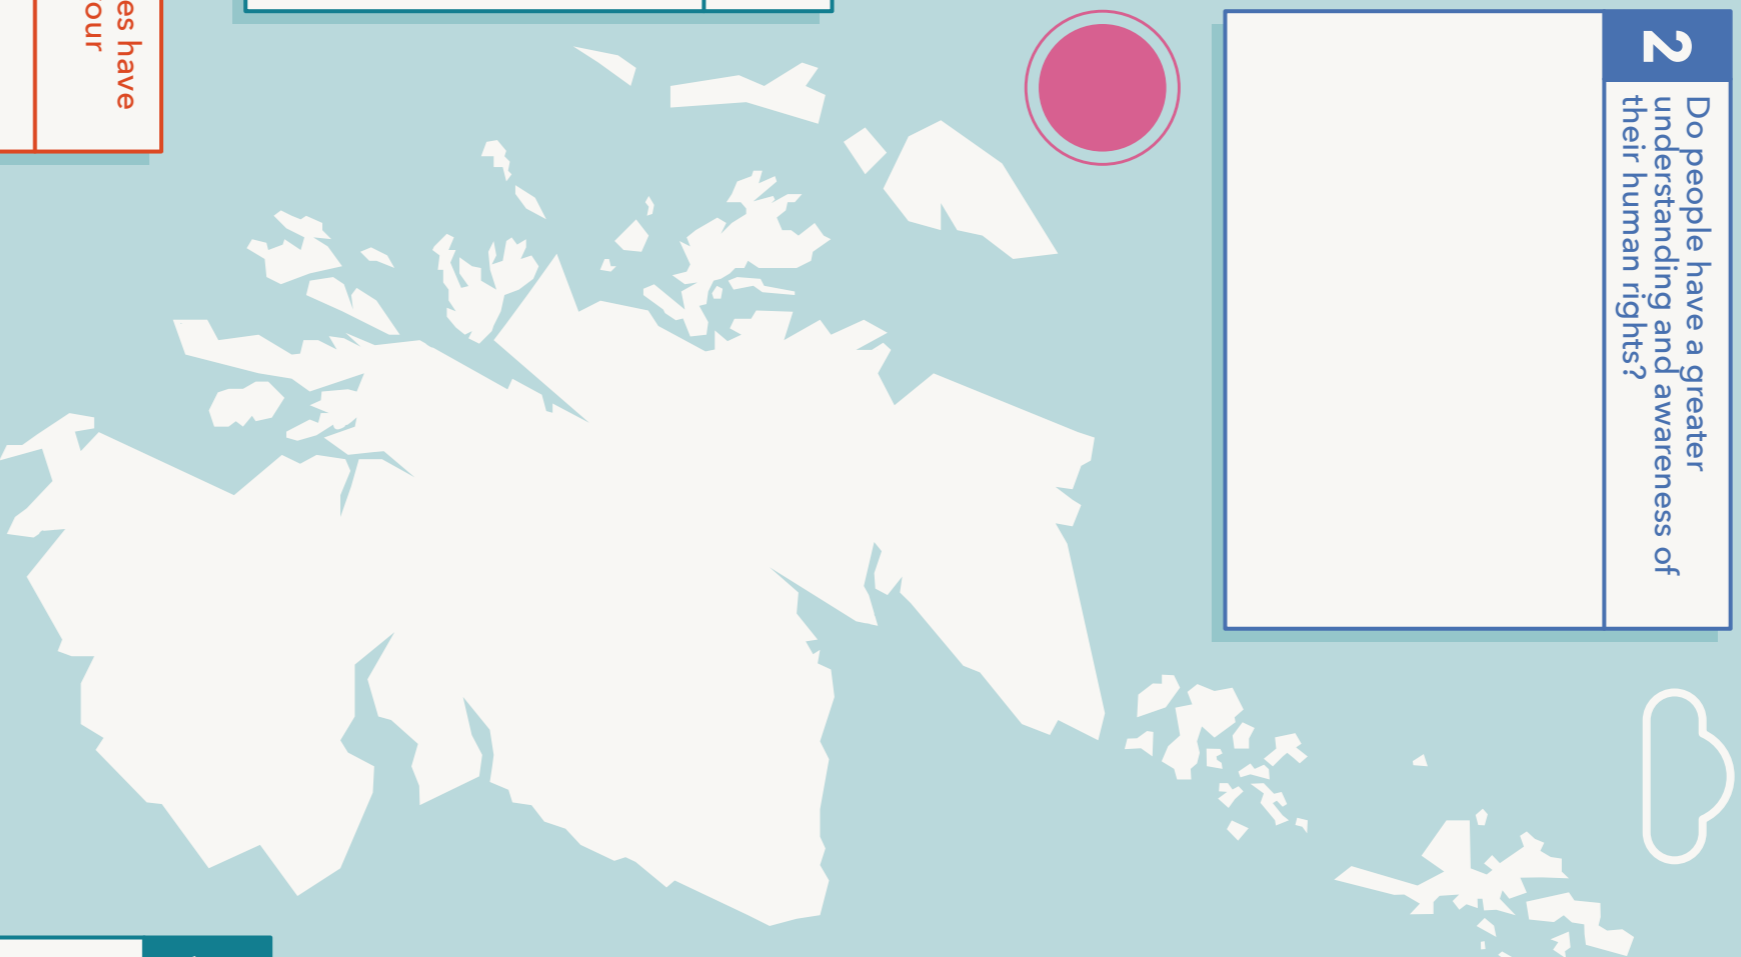 es have
our
2
Do people have a greater
understanding and awareness of
their human rights?